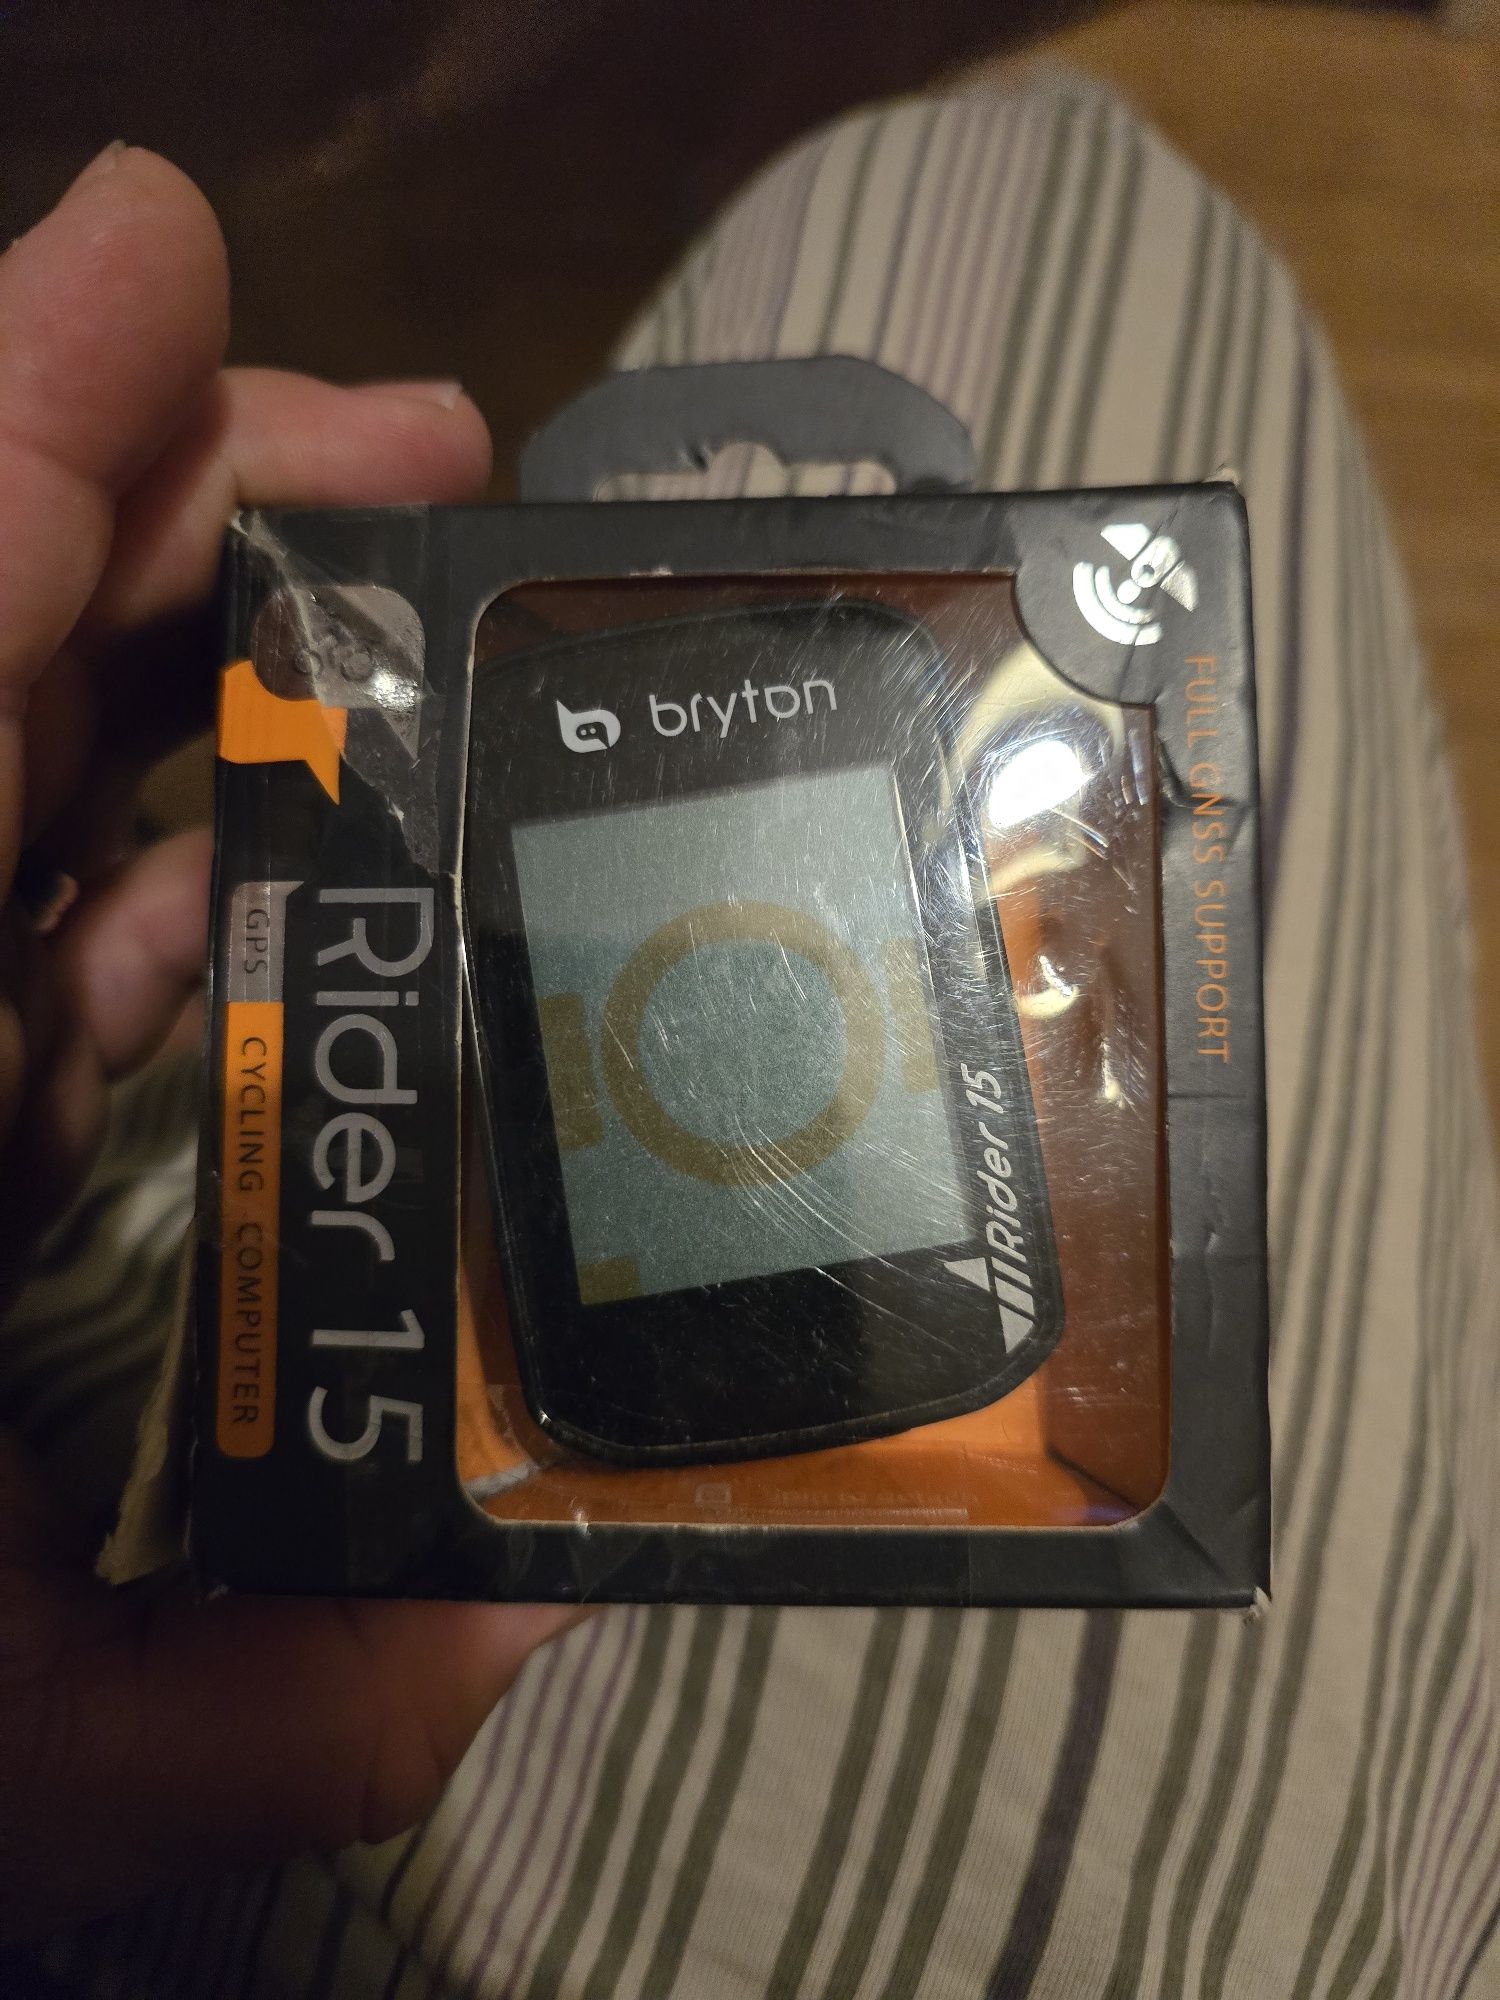 bryton
Rider 15
Rider 15
GPS CYCLING COMPUTER
FULL GNSS SUPPORT